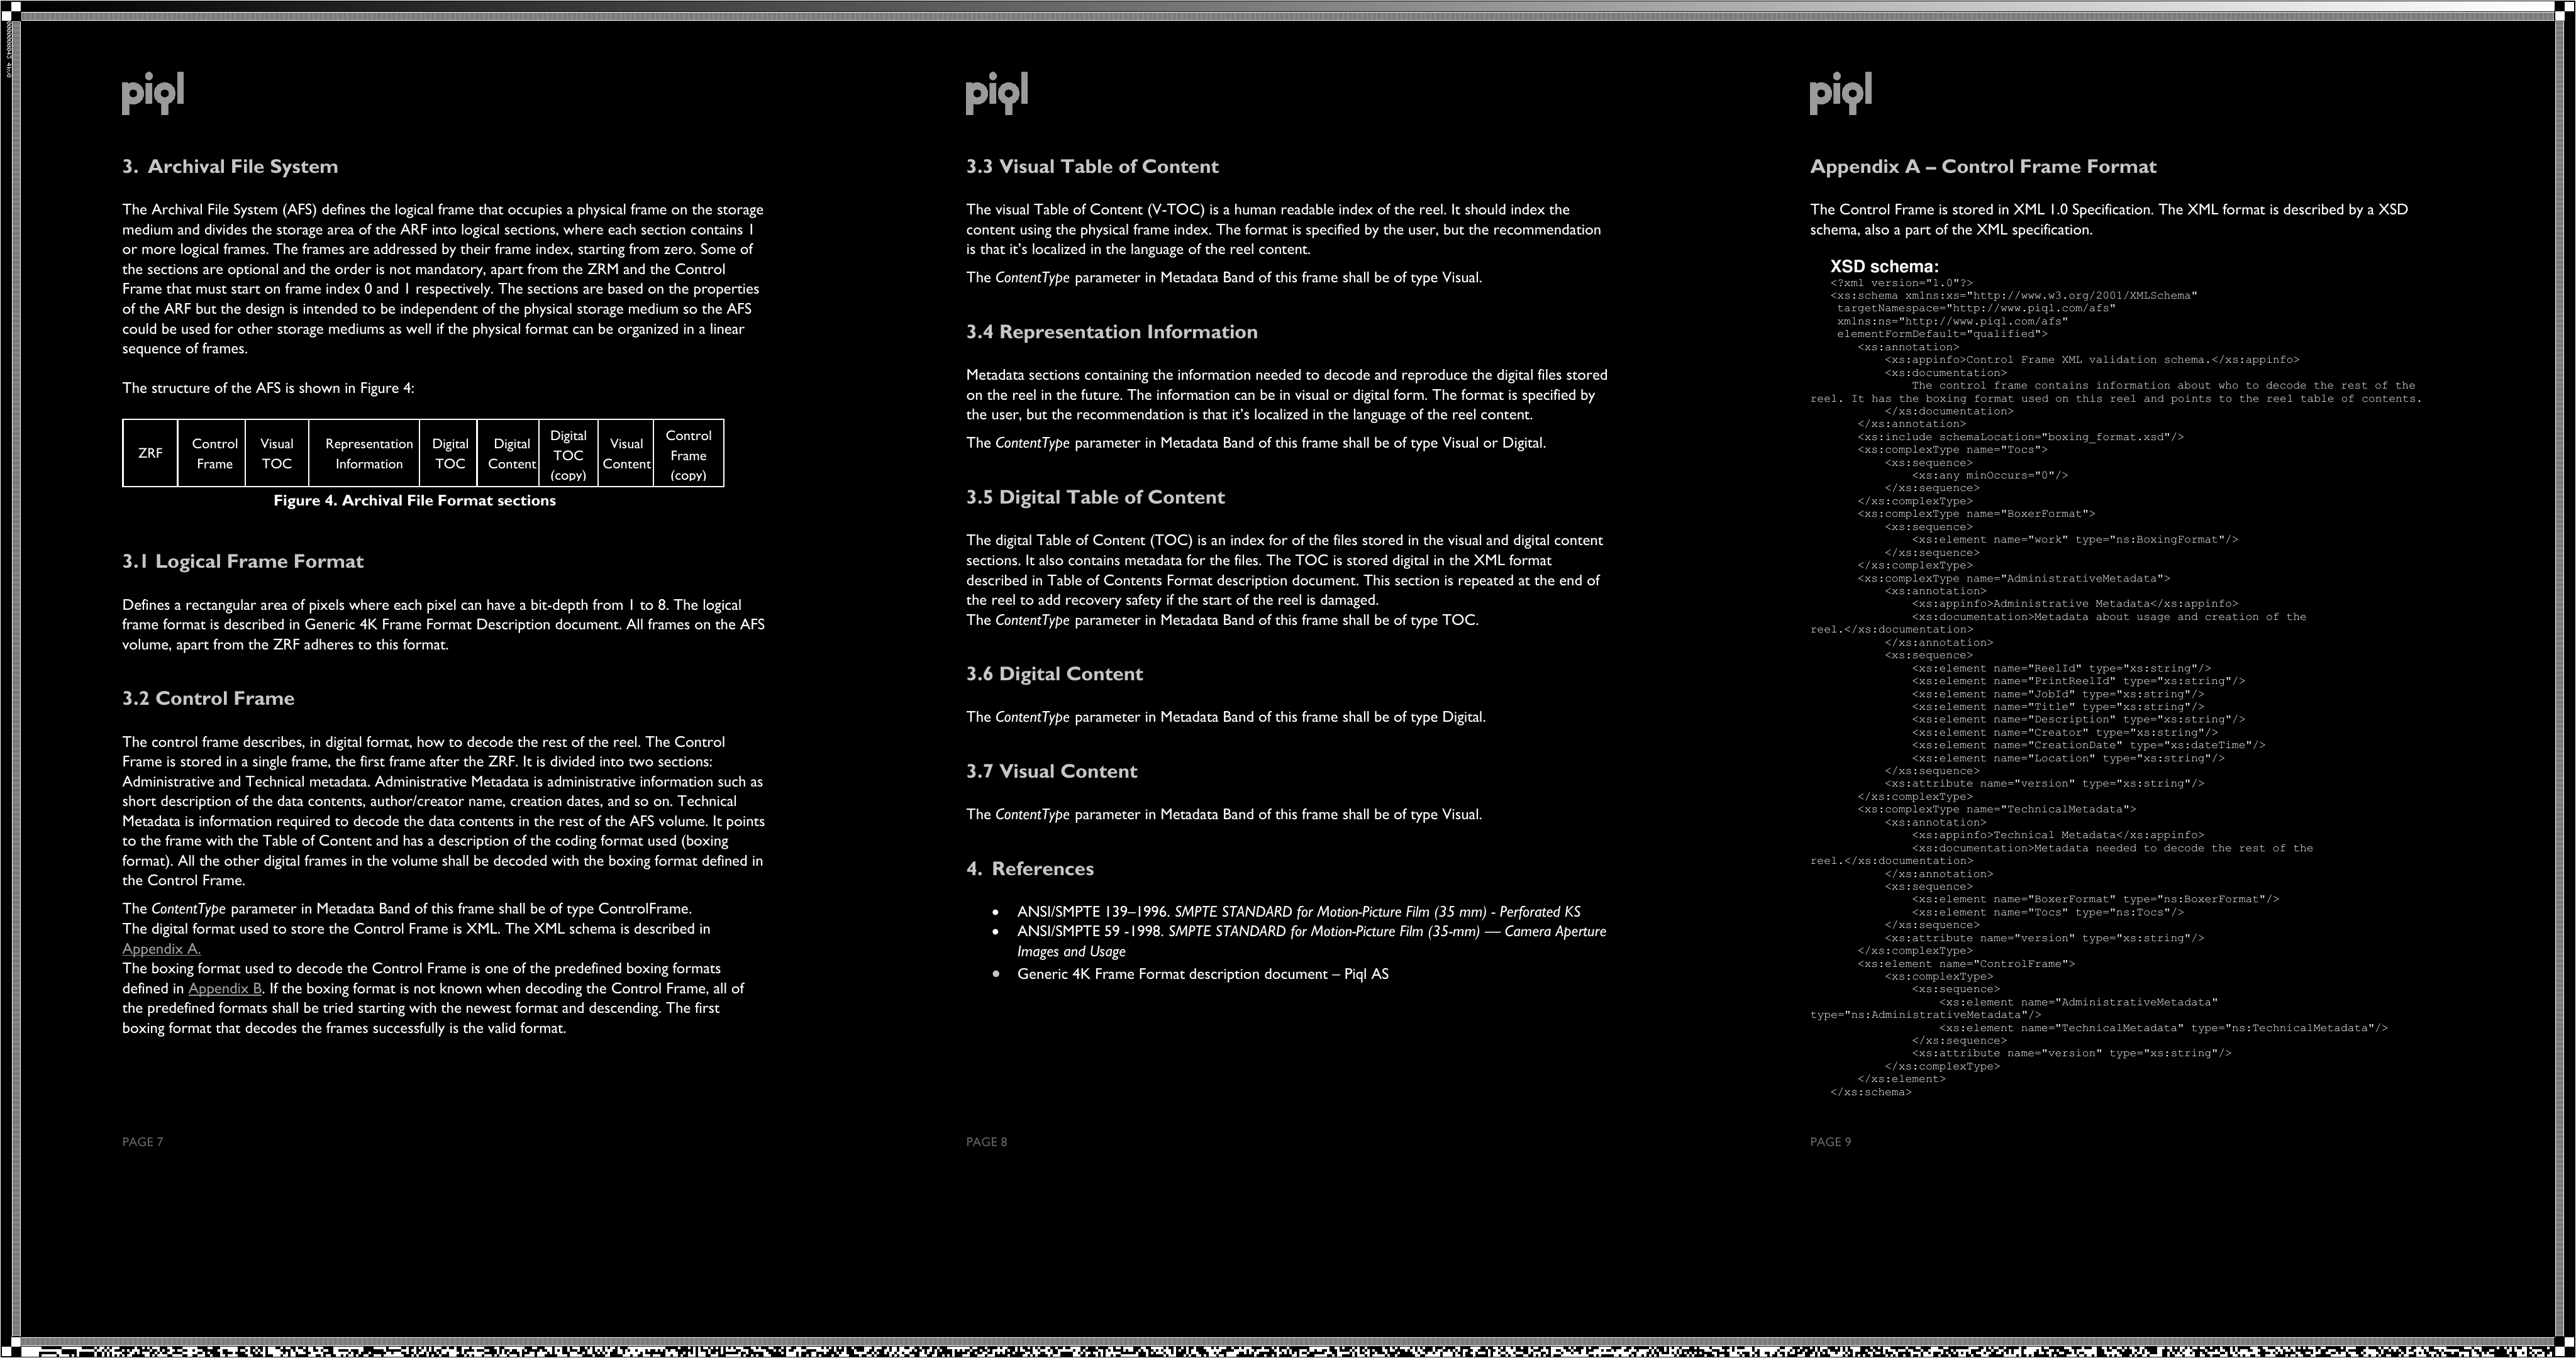 piql
3. Archival File System
The Archival File System (AFS) defines the logical frame that occupies a physical frame on the storage
medium and divides the storage area of the ARF into logical sections, where each section contains 1
or more logical frames. The frames are addressed by their frame index, starting from zero. Some of
the sections are optional and the order is not mandatory, apart from the ZRM and the Control
Frame that must start on frame index 0 and 1 respectively. The sections are based on the properties
of the ARF but the design is intended to be independent of the physical storage medium so the AFS
could be used for other storage mediums as well if the physical format can be organized in a linear
sequence of frames.
The structure of the AFS is shown in Figure 4:
ZRF
Control
Frame
Visual
TOC
Representation
Information
Digital
TOC
Digital
Content
Digital
TOC
(copy)
Visual
Content
Control
Frame
(copy)
Figure 4. Archival File Format sections
3.1 Logical Frame Format
Defines a rectangular area of pixels where each pixel can have a bit-depth from 1 to 8. The logical
frame format is described in Generic 4K Frame Format Description document. All frames on the AFS
volume, apart from the ZRF adheres to this format.
3.2 Control Frame
The control frame describes, in digital format, how to decode the rest of the reel. The Control
Frame is stored in a single frame, the first frame after the ZRF. It is divided into two sections:
Administrative and Technical metadata. Administrative Metadata is administrative information such as
short description of the data contents, author/creator name, creation dates, and so on. Technical
Metadata is information required to decode the data contents in the rest of the AFS volume. It points
to the frame with the Table of Content and has a description of the coding format used (boxing
format). All the other digital frames in the volume shall be decoded with the boxing format defined in
the Control Frame.
The ContentType parameter in Metadata Band of this frame shall be of type ControlFrame.
The digital format used to store the Control Frame is XML. The XML schema is described in
Appendix A.
The boxing format used to decode the Control Frame is one of the predefined boxing formats
defined in Appendix B. If the boxing format is not known when decoding the Control Frame, all of
the predefined formats shall be tried starting with the newest format and descending. The first
boxing format that decodes the frames successfully is the valid format.
PAGE 7
piql
3.3 Visual Table of Content
The visual Table of Content (V-TOC) is a human readable index of the reel. It should index the
content using the physical frame index. The format is specified by the user, but the recommendation
is that it's localized in the language of the reel content.
The ContentType parameter in Metadata Band of this frame shall be of type Visual.
3.4 Representation Information
Metadata sections containing the information needed to decode and reproduce the digital files stored
on the reel in the future. The information can be in visual or digital form. The format is specified by
the user, but the recommendation is that it's localized in the language of the reel content.
The ContentType parameter in Metadata Band of this frame shall be of type Visual or Digital.
3.5 Digital Table of Content
The digital Table of Content (TOC) is an index for of the files stored in the visual and digital content
sections. It also contains metadata for the files. The TOC is stored digital in the XML format
described in Table of Contents Format description document. This section is repeated at the end of
the reel to add recovery safety if the start of the reel is damaged.
The ContentType parameter in Metadata Band of this frame shall be of type TOC.
3.6 Digital Content
The ContentType parameter in Metadata Band of this frame shall be of type Digital.
3.7 Visual Content
The ContentType parameter in Metadata Band of this frame shall be of type Visual.
4. References
• ANSI/SMPTE 139–1996. SMPTE STANDARD for Motion-Picture Film (35 mm) - Perforated KS
• ANSI/SMPTE 59 -1998. SMPTE STANDARD for Motion-Picture Film (35-mm) — Camera Aperture
Images and Usage
• Generic 4K Frame Format description document – Piql AS
PAGE 8
piql
Appendix A – Control Frame Format
The Control Frame is stored in XML 1.0 Specification. The XML format is described by a XSD
schema, also a part of the XML specification.
XSD schema:
<?xml version="1.0"?>
<xs:schema xmlns:xs="http://www.w3.org/2001/XMLSchema"
targetNamespace="http://www.piql.com/afs"
xmlns:ns="http://www.piql.com/afs"
elementFormDefault="qualified">
<xs:annotation>
<xs:appinfo>Control Frame XML validation schema.</xs:appinfo>
<xs:documentation>
The control frame contains information about who to decode the rest of the
reel. It has the boxing format used on this reel and points to the reel table of contents.
</xs:documentation>
</xs:annotation>
<xs:include schemaLocation="boxing_format.xsd"/>
<xs:complexType name="Tocs">
<xs:sequence>
<xs:any minOccurs="0"/>
</xs:sequence>
</xs:complexType>
<xs:complexType name="BoxerFormat">
<xs:sequence>
<xs:element name="work" type="ns:BoxingFormat"/>
</xs:sequence>
</xs:complexType>
<xs:complexType name="AdministrativeMetadata">
<xs:annotation>
<xs:appinfo>Administrative Metadata</xs:appinfo>
<xs:documentation>Metadata about usage and creation of the
reel.</xs:documentation>
</xs:annotation>
<xs:sequence>
<xs:element name="ReelId" type="xs:string"/>
<xs:element name="PrintReelId" type="xs:string"/>
<xs:element name="JobId" type="xs:string"/>
<xs:element name="Title" type="xs:string"/>
<xs:element name="Description" type="xs:string"/>
<xs:element name="Creator" type="xs:string"/>
<xs:element name="CreationDate" type="xs:dateTime"/>
<xs:element name="Location" type="xs:string"/>
</xs:sequence>
<xs:attribute name="version" type="xs:string"/>
</xs:complexType>
<xs:complexType name="TechnicalMetadata">
<xs:annotation>
<xs:appinfo>Technical Metadata</xs:appinfo>
<xs:documentation>Metadata needed to decode the rest of the
reel.</xs:documentation>
</xs:annotation>
<xs:sequence>
<xs:element name="BoxerFormat" type="ns:BoxerFormat"/>
<xs:element name="Tocs" type="ns:Tocs"/>
</xs:sequence>
<xs:attribute name="version" type="xs:string"/>
</xs:complexType>
<xs:element name="ControlFrame">
<xs:complexType>
<xs:sequence>
<xs:element name="AdministrativeMetadata"
type="ns:AdministrativeMetadata"/>
<xs:element name="TechnicalMetadata" type="ns:TechnicalMetadata"/>
</xs:sequence>
<xs:attribute name="version" type="xs:string"/>
</xs:complexType>
</xs:element>
</xs:schema>
PAGE 9